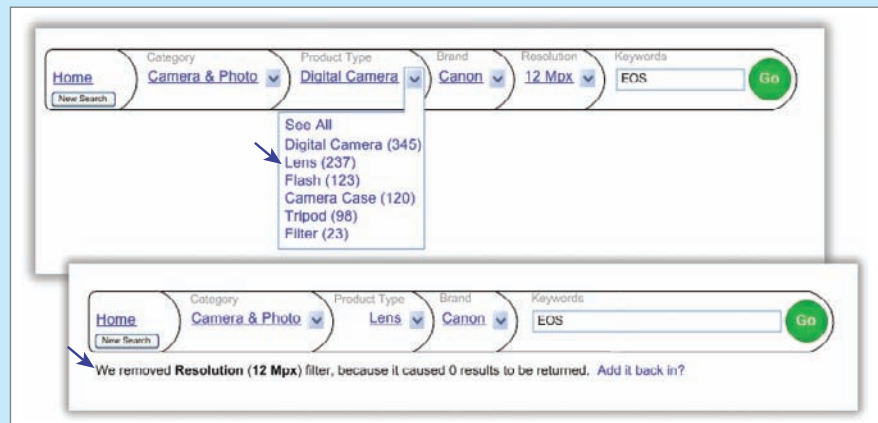 Category Product Type Brand Resolution Keywords
Home Camera & Photo Digital Camera Canon 12 Mpx EOS Go
New Search
See All
Digital Camera (345)
Lens (237)
Flash (123)
Camera Case (120)
Tripod (98)
Filter (23)
Category Product Type Brand Keywords
Home Camera & Photo Lens Canon EOS Go
New Search
We removed Resolution (12 Mpx) filter, because it caused 0 results to be returned. Add it back in?